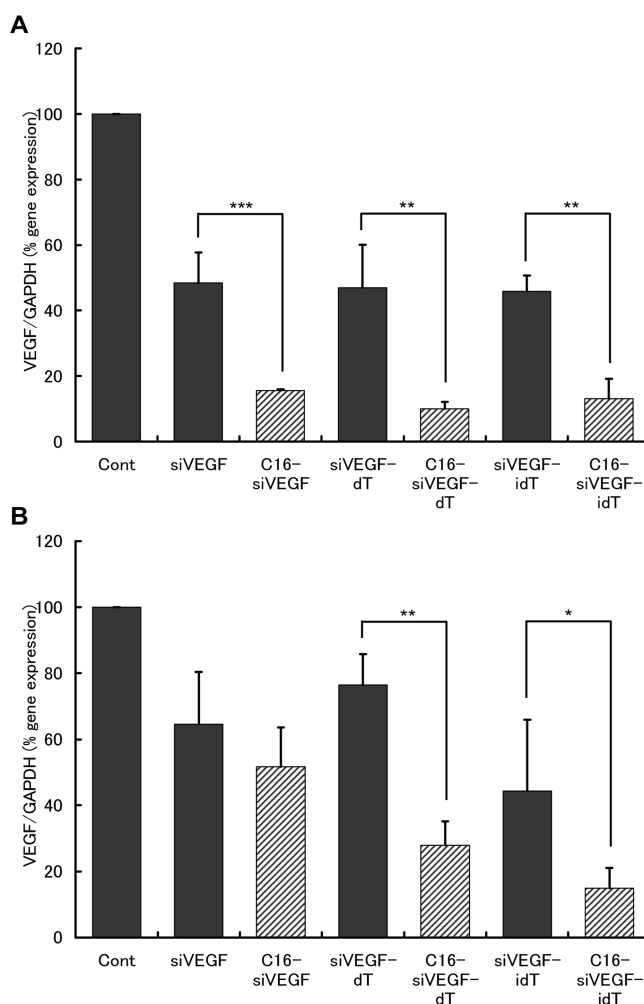 A
120
100
80
60
40
20
0
VEGF/GAPDH (% gene expression)
***
**
**
Cont
siVEGF
C16-
siVEGF
siVEGF-
dT
C16-
siVEGF-
dT
siVEGF-
idT
C16-
siVEGF-
idT
B
120
100
80
60
40
20
0
VEGF/GAPDH (% gene expression)
**
*
Cont
siVEGF
C16-
siVEGF
siVEGF-
dT
C16-
siVEGF-
dT
siVEGF-
idT
C16-
siVEGF-
idT